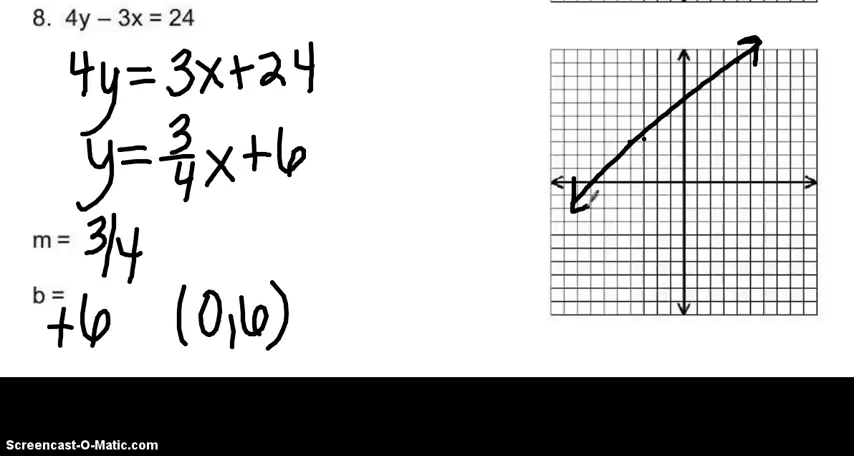 8. 4y – 3x = 24
4y = 3x + 24
y = 3/4 x + 6
m = 3/4
b = +6 (0,6)
Screencast-O-Matic.com